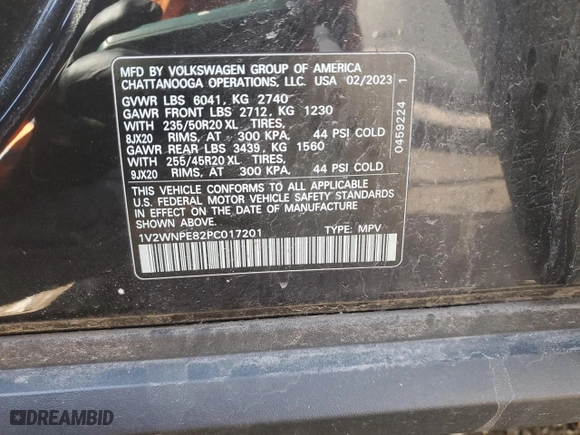 MFD BY VOLKSWAGEN GROUP OF AMERICA
CHATTANOOGA OPERATIONS, LLC. USA 02/2023
GVWR LBS 6041, KG 2740
GAWR FRONT LBS 2712, KG 1230
WITH 235/50R20 XL TIRES,
8JX20 RIMS, AT 300 KPA, 44 PSI COLD
GAWR REAR LBS 3439, KG 1560
WITH 255/45R20 XL TIRES,
9JX20 RIMS, AT 300 KPA, 44 PSI COLD
THIS VEHICLE CONFORMS TO ALL APPLICABLE
U.S. FEDERAL MOTOR VEHICLE SAFETY STANDARDS
IN EFFECT ON THE DATE OF MANUFACTURE
SHOWN ABOVE.
1V2WNPE82PC017201 TYPE: MPV
0459224 1
DREAMBID